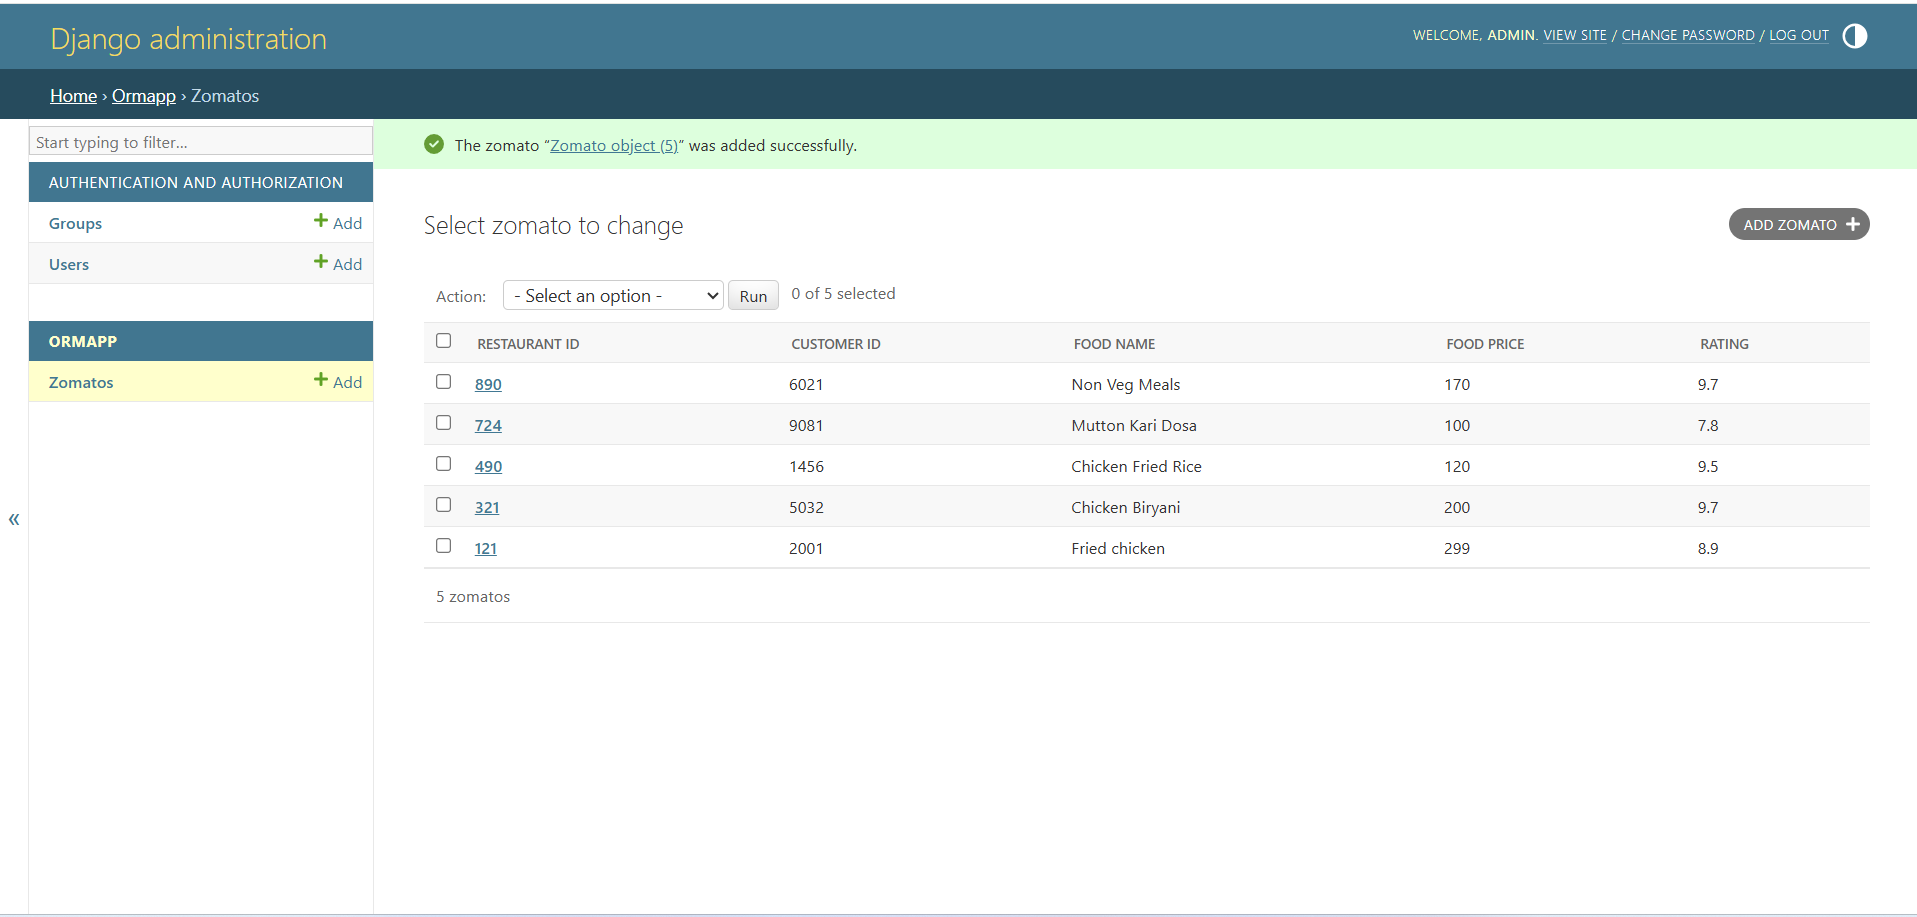 Django administration
WELCOME, ADMIN. VIEW SITE / CHANGE PASSWORD / LOG OUT
Home › Ormapp › Zomatos
Start typing to filter...
AUTHENTICATION AND AUTHORIZATION
Groups + Add
Users + Add
ORMAPP
Zomatos + Add
«
The zomato “Zomato object (5)” was added successfully.
Select zomato to change
ADD ZOMATO +
Action: - Select an option - Run 0 of 5 selected
RESTAURANT ID CUSTOMER ID FOOD NAME FOOD PRICE RATING
890 6021 Non Veg Meals 170 9.7
724 9081 Mutton Kari Dosa 100 7.8
490 1456 Chicken Fried Rice 120 9.5
321 5032 Chicken Biryani 200 9.7
121 2001 Fried chicken 299 8.9
5 zomatos